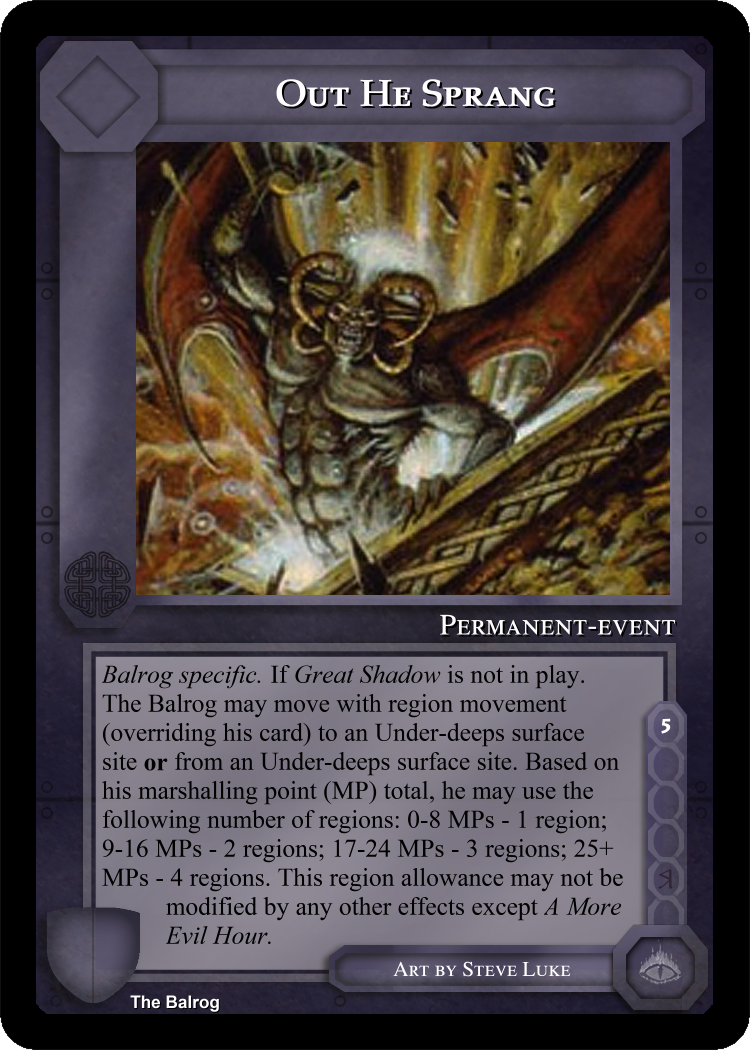 Out He Sprang
Permanent-event
Balrog specific. If Great Shadow is not in play.
The Balrog may move with region movement
(overriding his card) to an Under-deeps surface
site or from an Under-deeps surface site. Based on
his marshalling point (MP) total, he may use the
following number of regions: 0-8 MPs - 1 region;
9-16 MPs - 2 regions; 17-24 MPs - 3 regions; 25+
MPs - 4 regions. This region allowance may not be
modified by any other effects except A More
Evil Hour.
5
Art by Steve Luke
The Balrog